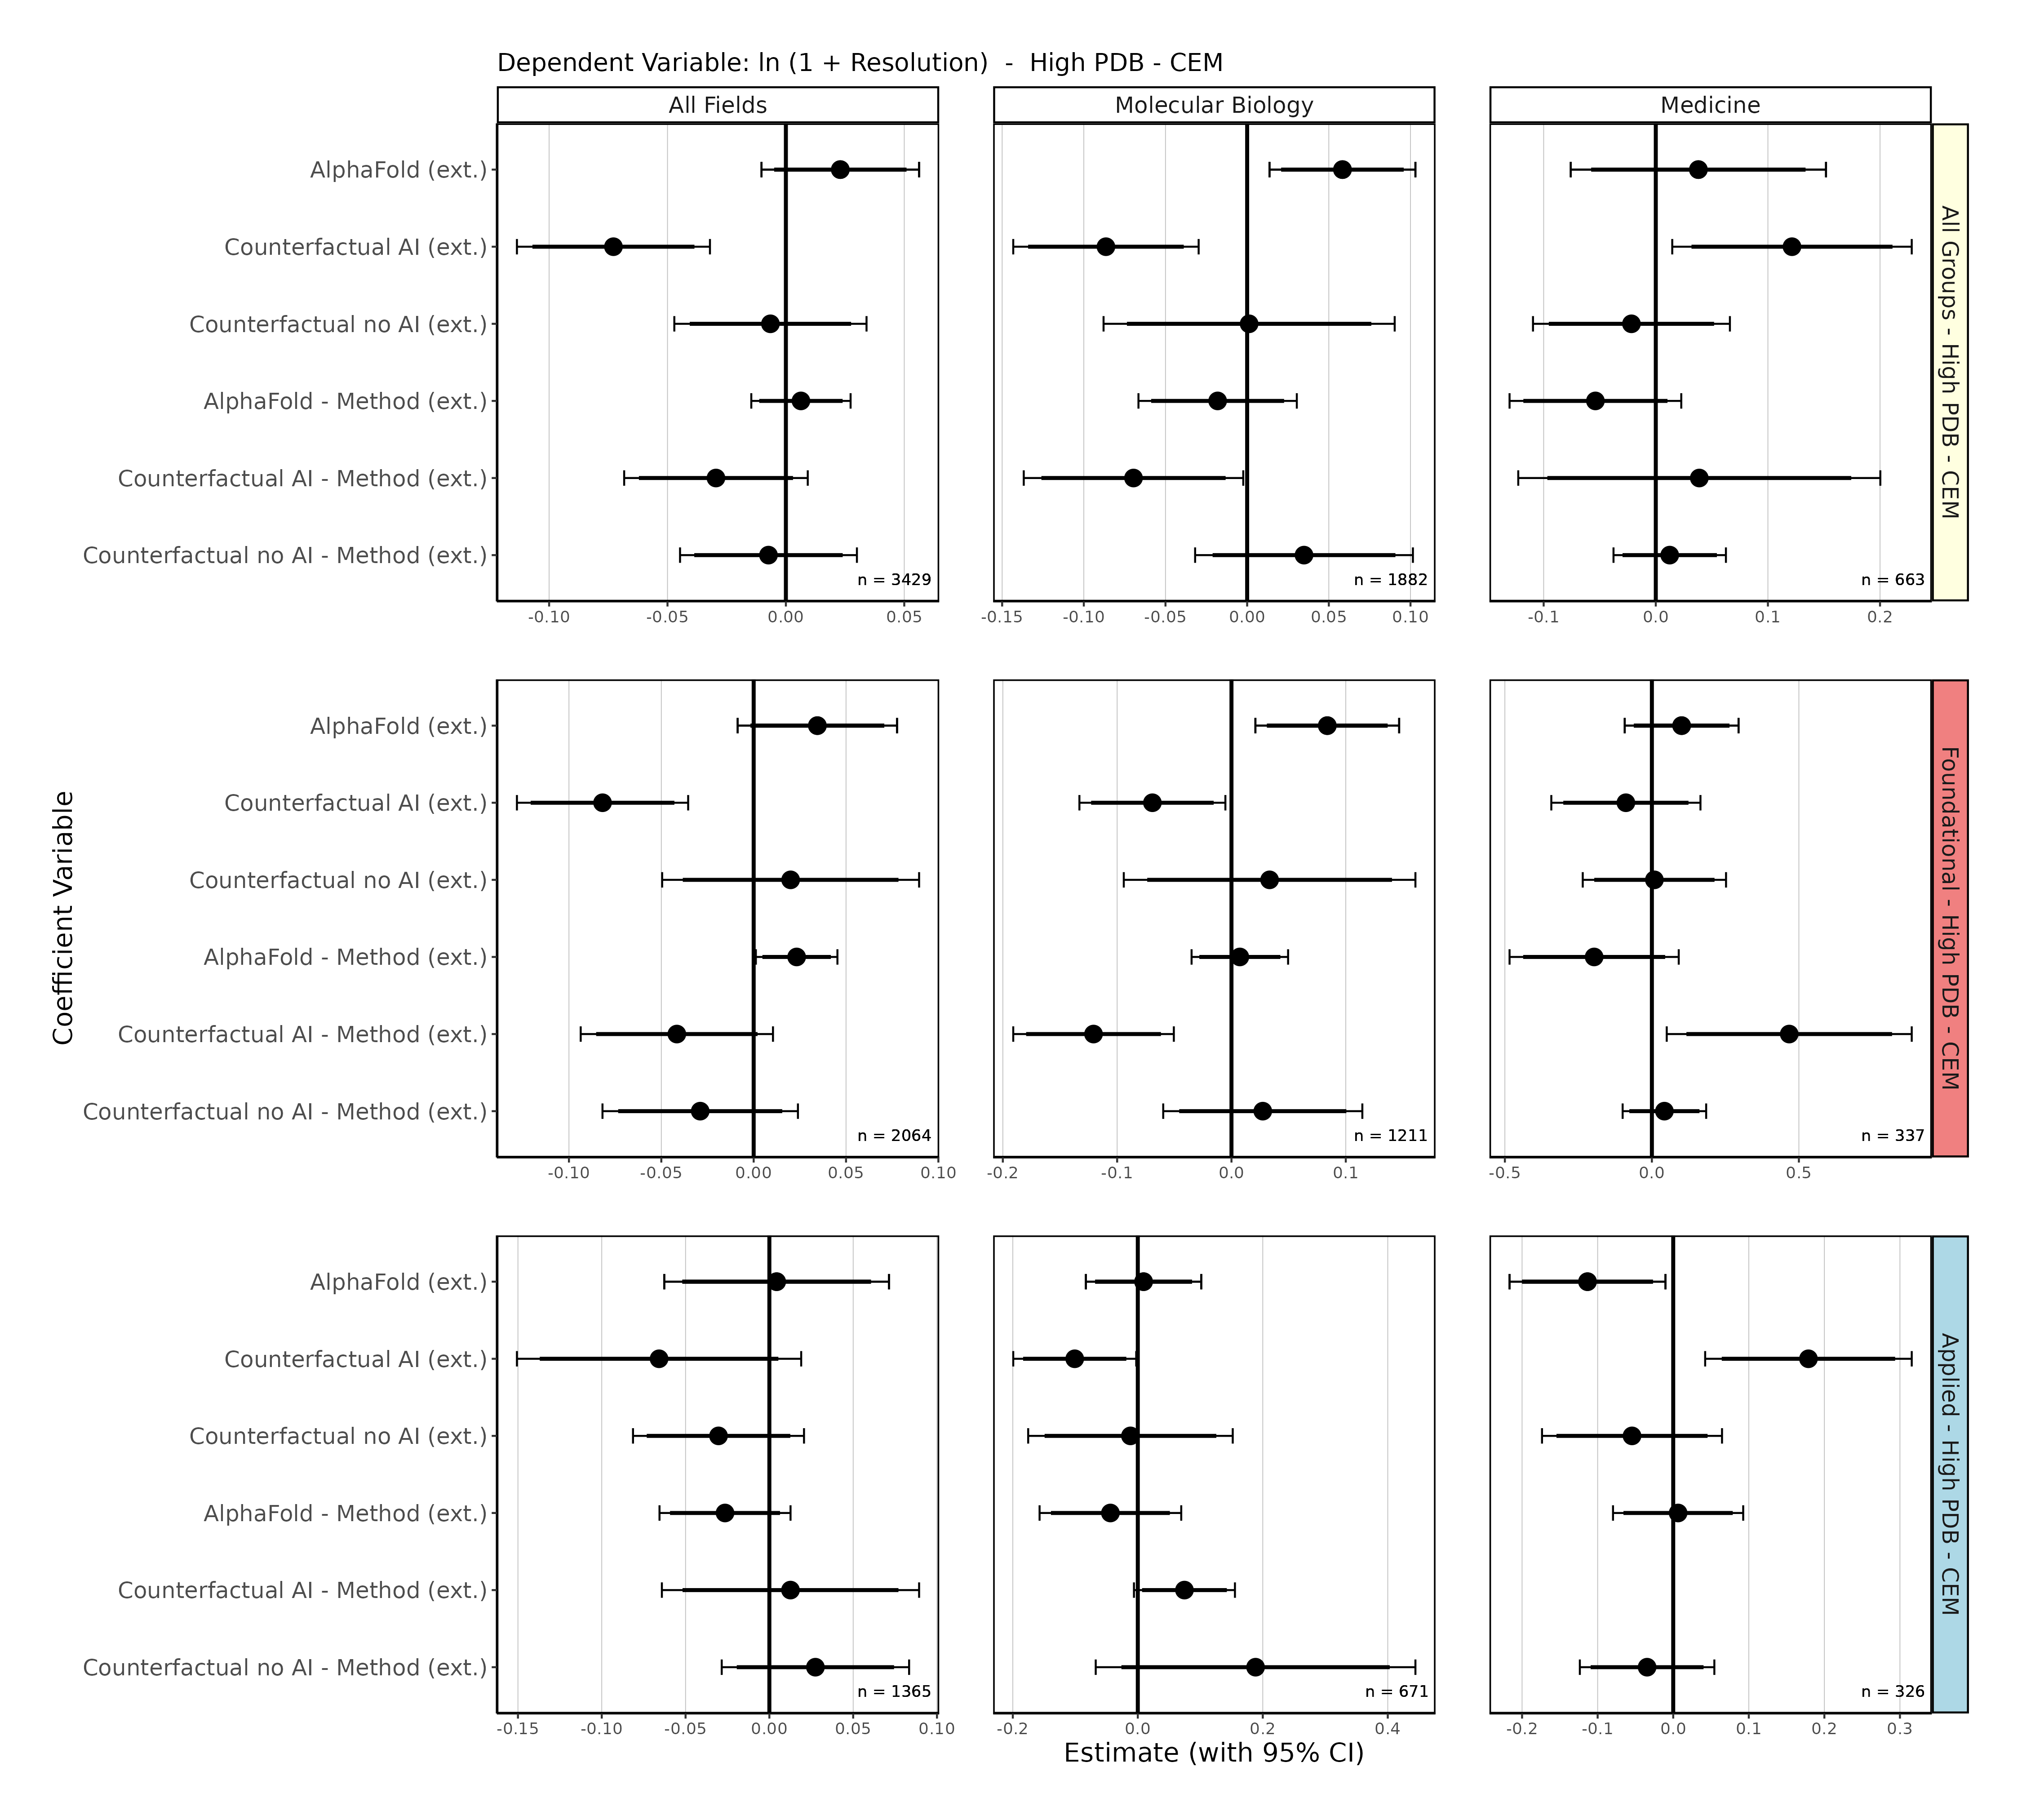 Dependent Variable: ln (1 + Resolution)  -  High PDB - CEM
All Fields
Molecular Biology
Medicine
AlphaFold (ext.)
Counterfactual AI (ext.)
Counterfactual no AI (ext.)
AlphaFold - Method (ext.)
Counterfactual AI - Method (ext.)
Counterfactual no AI - Method (ext.)
n = 3429
n = 1882
n = 663
-0.10 -0.05 0.00 0.05
-0.15 -0.10 -0.05 0.00 0.05 0.10
-0.1 0.0 0.1 0.2
All Groups - High PDB - CEM
Coefficient Variable
AlphaFold (ext.)
Counterfactual AI (ext.)
Counterfactual no AI (ext.)
AlphaFold - Method (ext.)
Counterfactual AI - Method (ext.)
Counterfactual no AI - Method (ext.)
n = 2064
n = 1211
n = 337
-0.10 -0.05 0.00 0.05 0.10
-0.2 -0.1 0.0 0.1
-0.5 0.0 0.5
Foundational - High PDB - CEM
AlphaFold (ext.)
Counterfactual AI (ext.)
Counterfactual no AI (ext.)
AlphaFold - Method (ext.)
Counterfactual AI - Method (ext.)
Counterfactual no AI - Method (ext.)
n = 1365
n = 671
n = 326
-0.15 -0.10 -0.05 0.00 0.05 0.10
-0.2 0.0 0.2 0.4
-0.2 -0.1 0.0 0.1 0.2 0.3
Applied - High PDB - CEM
Estimate (with 95% CI)